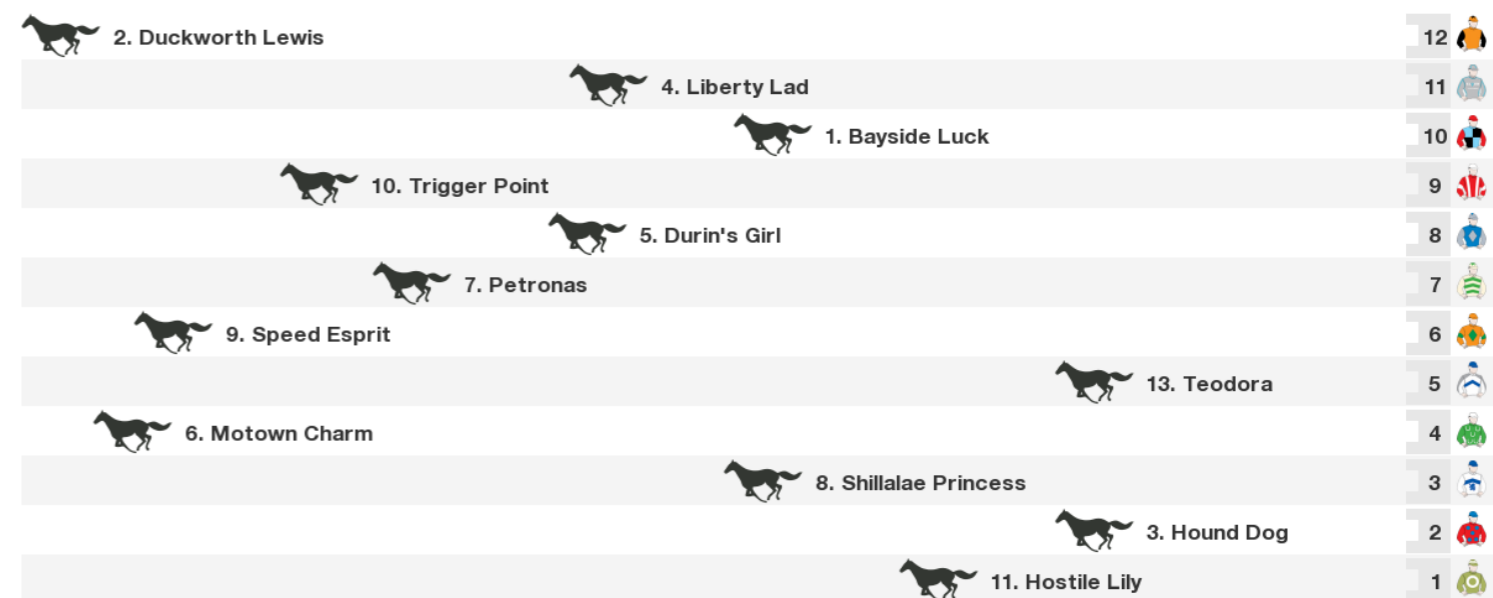 2. Duckworth Lewis 12
4. Liberty Lad 11
1. Bayside Luck 10
10. Trigger Point 9
5. Durin's Girl 8
7. Petronas 7
9. Speed Esprit 6
13. Teodora 5
6. Motown Charm 4
8. Shillalae Princess 3
3. Hound Dog 2
11. Hostile Lily 1